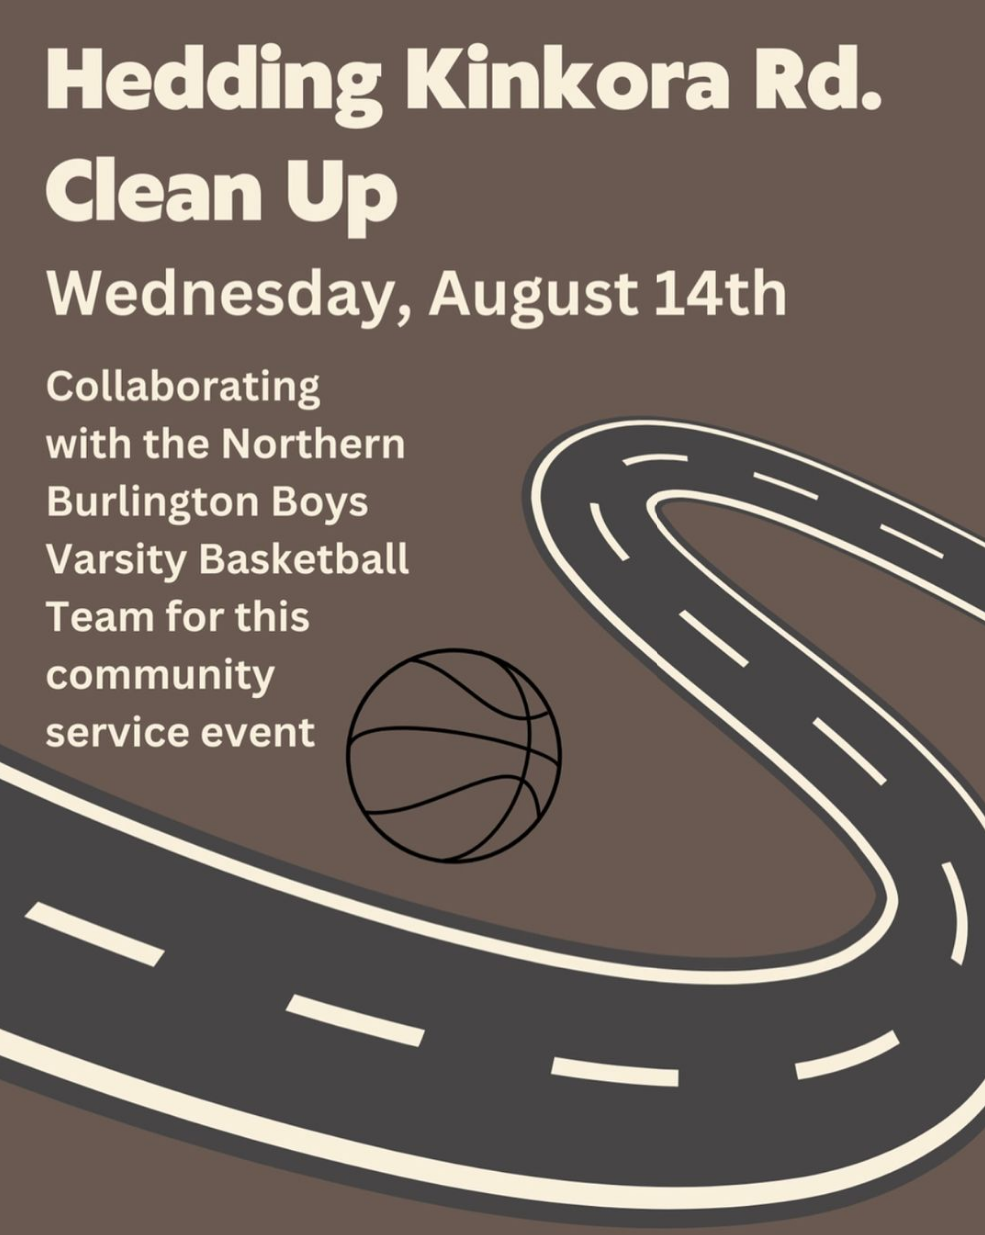 Hedding Kinkora Rd.
Clean Up
Wednesday, August 14th
Collaborating
with the Northern
Burlington Boys
Varsity Basketball
Team for this
community
service event